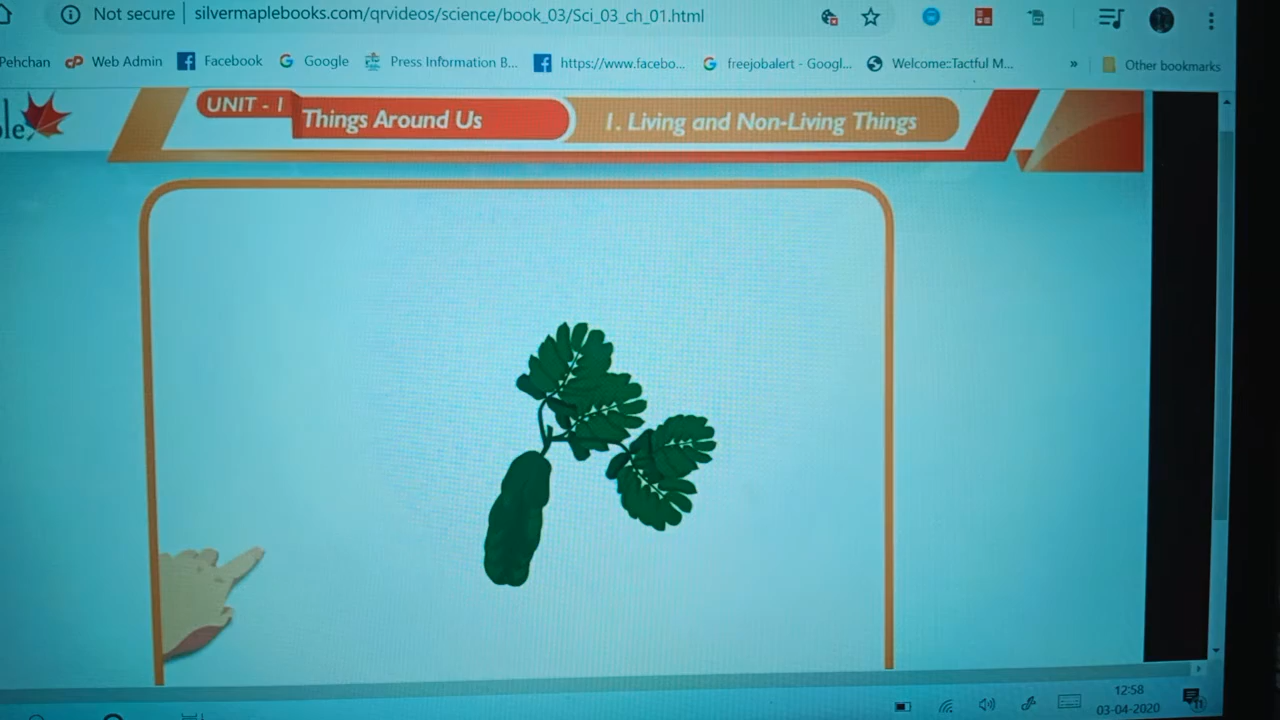 Not secure
silvermaplebooks.com/qrvideos/science/book_03/Sci_03_ch_01.html
Pehchan
Web Admin
Facebook
Google
Press Information B...
https://www.facebo...
freejobalert - Googl...
Welcome::Tactful M...
»
Other bookmarks
UNIT - 1
Things Around Us
1. Living and Non-Living Things
12:58
03-04-2020